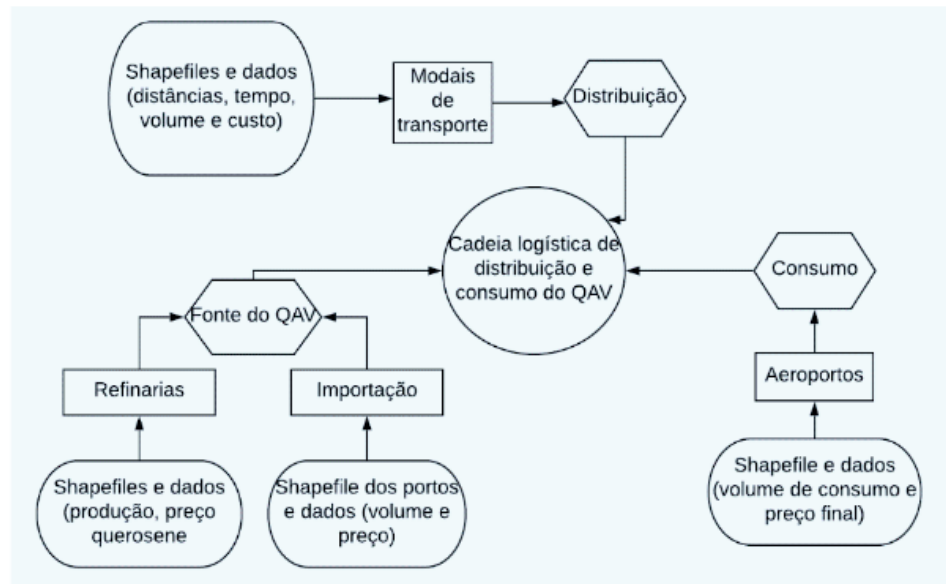 Shapefiles e dados
(distâncias, tempo,
volume e custo)
Modais
de
transporte
Distribuição
Cadeia logística de
distribuição e
consumo do QAV
Consumo
Fonte do QAV
Refinarias
Importação
Aeroportos
Shapefiles e dados
(produção, preço
querosene
Shapefile dos portos
e dados (volume e
preço)
Shapefile e dados
(volume de consumo e
preço final)